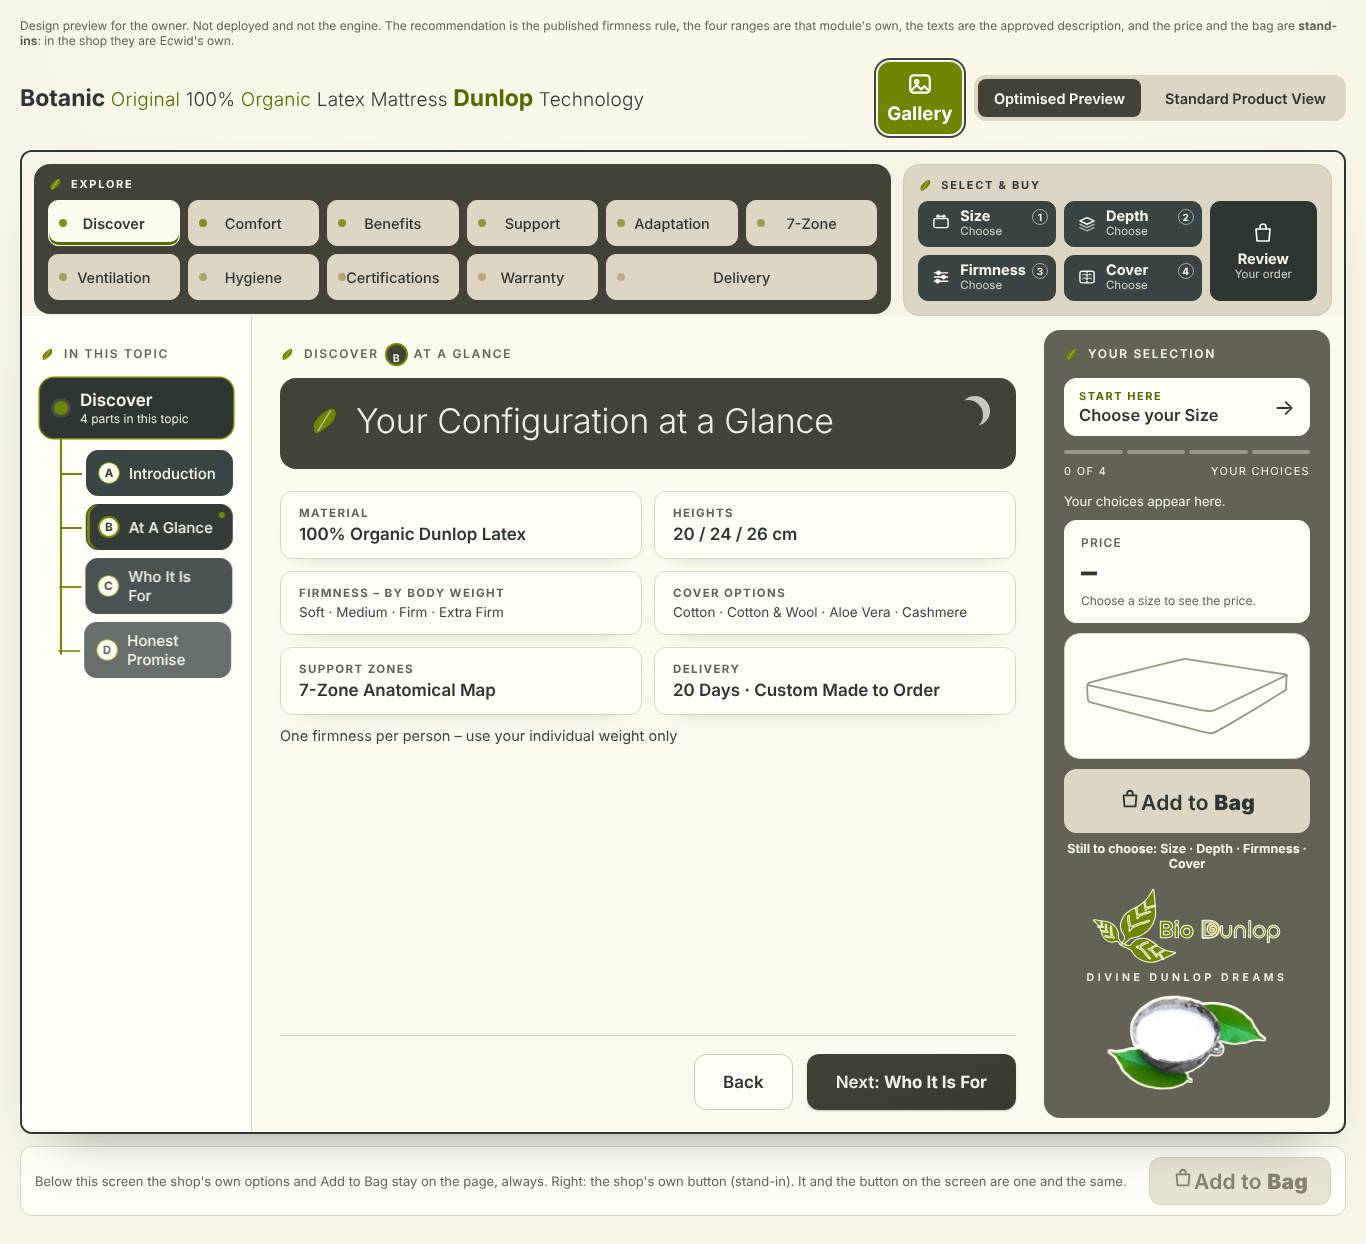 Design preview for the owner. Not deployed and not the engine. The recommendation is the published firmness rule, the four ranges are that module's own, the texts are the approved description, and the price and the bag are stand-
ins: in the shop they are Ecwid's own.
Botanic Original 100% Organic Latex Mattress Dunlop Technology
Gallery
Optimised Preview
Standard Product View
EXPLORE
Discover
Comfort
Benefits
Support
Adaptation
7-Zone
Ventilation
Hygiene
Certifications
Warranty
Delivery
SELECT & BUY
Size
Choose
1
Depth
Choose
2
Firmness
Choose
3
Cover
Choose
4
Review
Your order
IN THIS TOPIC
Discover
4 parts in this topic
A Introduction
B At A Glance
C Who It Is
For
D Honest
Promise
DISCOVER B AT A GLANCE
Your Configuration at a Glance
MATERIAL
100% Organic Dunlop Latex
HEIGHTS
20 / 24 / 26 cm
FIRMNESS – BY BODY WEIGHT
Soft · Medium · Firm · Extra Firm
COVER OPTIONS
Cotton · Cotton & Wool · Aloe Vera · Cashmere
SUPPORT ZONES
7-Zone Anatomical Map
DELIVERY
20 Days · Custom Made to Order
One firmness per person – use your individual weight only
Back
Next: Who It Is For
YOUR SELECTION
START HERE
Choose your Size
0 OF 4
YOUR CHOICES
Your choices appear here.
PRICE
–
Choose a size to see the price.
Add to Bag
Still to choose: Size · Depth · Firmness ·
Cover
Bio Dunlop
DIVINE DUNLOP DREAMS
Below this screen the shop's own options and Add to Bag stay on the page, always. Right: the shop's own button (stand-in). It and the button on the screen are one and the same.
Add to Bag